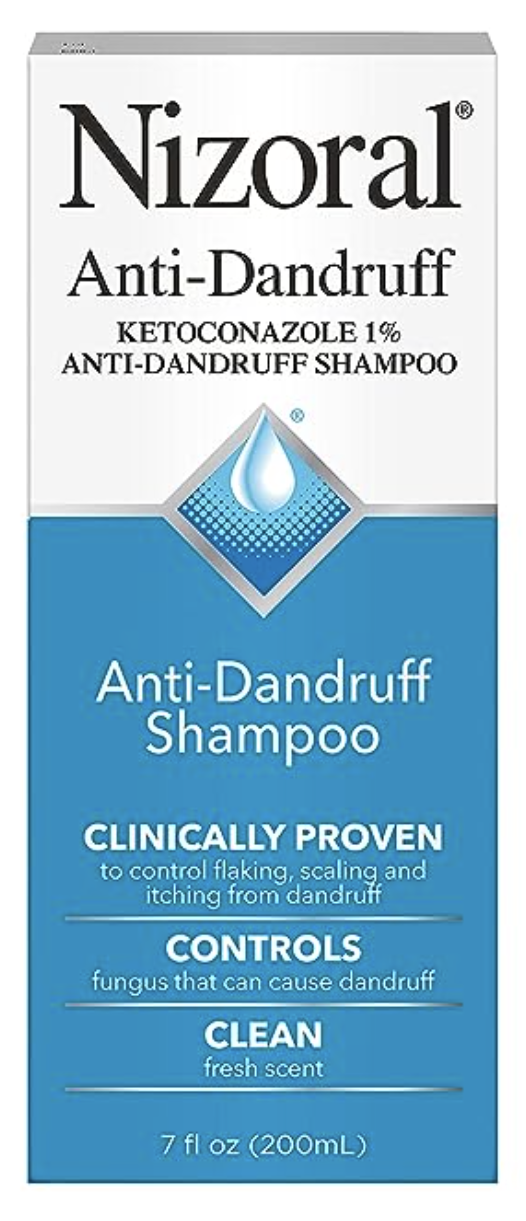 Nizoral®
Anti-Dandruff
KETOCONAZOLE 1%
ANTI-DANDRUFF SHAMPOO
®
Anti-Dandruff
Shampoo
CLINICALLY PROVEN
to control flaking, scaling and
itching from dandruff
CONTROLS
fungus that can cause dandruff
CLEAN
fresh scent
7 fl oz (200mL)